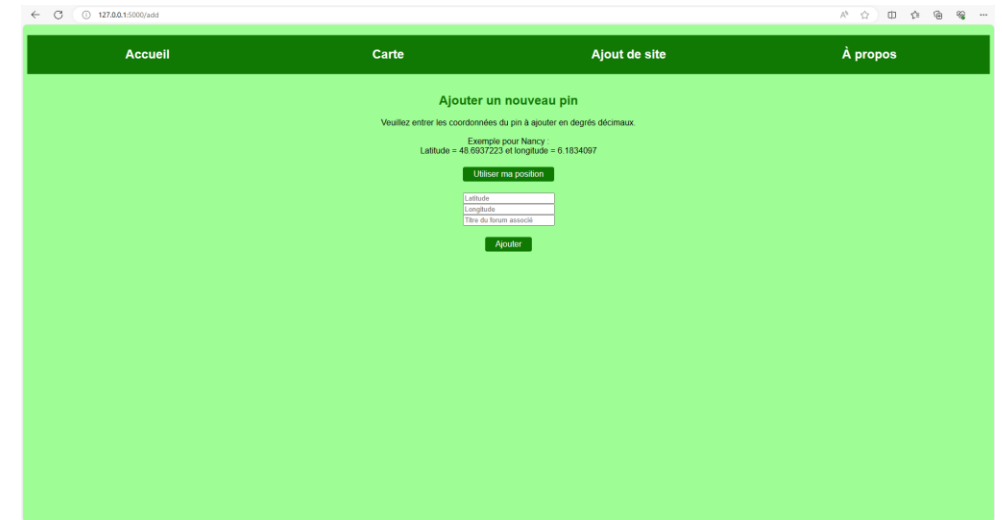 127.0.0.1:5000/add
Accueil Carte Ajout de site À propos
Ajouter un nouveau pin
Veuillez entrer les coordonnées du pin à ajouter en degrés décimaux.
Exemple pour Nancy :
Latitude = 48.6937223 et longitude = 6.1834097
Utiliser ma position
Latitude
Longitude
Titre du forum associé
Ajouter